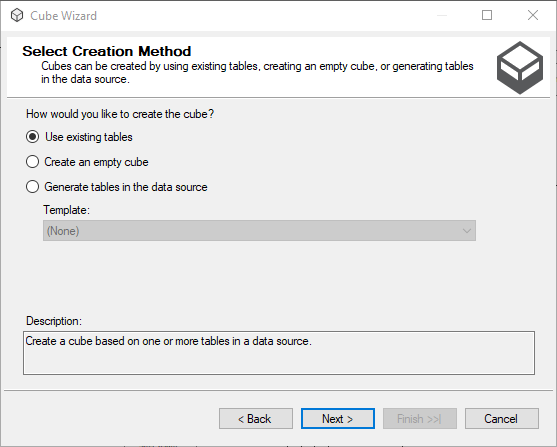 Cube Wizard
Select Creation Method
Cubes can be created by using existing tables, creating an empty cube, or generating tables
in the data source.
How would you like to create the cube?
Use existing tables
Create an empty cube
Generate tables in the data source
Template:
(None)
Description:
Create a cube based on one or more tables in a data source.
< Back
Next >
Finish >>|
Cancel